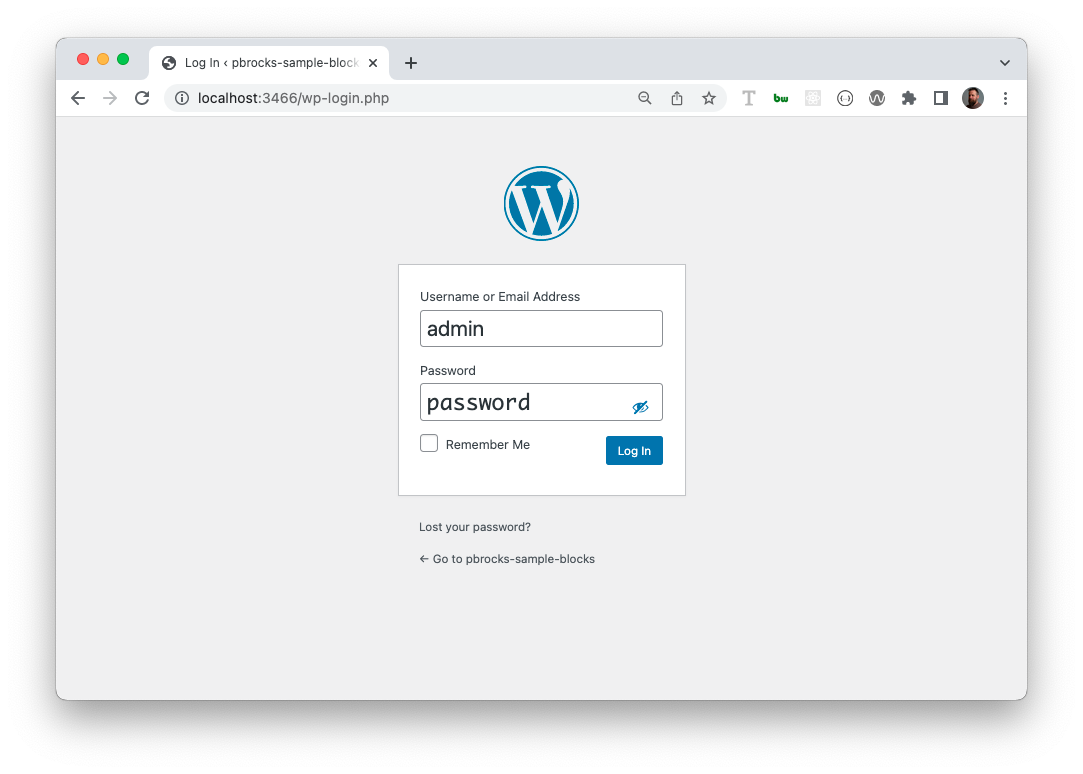 Log In ‹ pbrocks-sample-block
localhost:3466/wp-login.php
T
bw
W
Username or Email Address
admin
Password
password
Remember Me
Log In
Lost your password?
← Go to pbrocks-sample-blocks